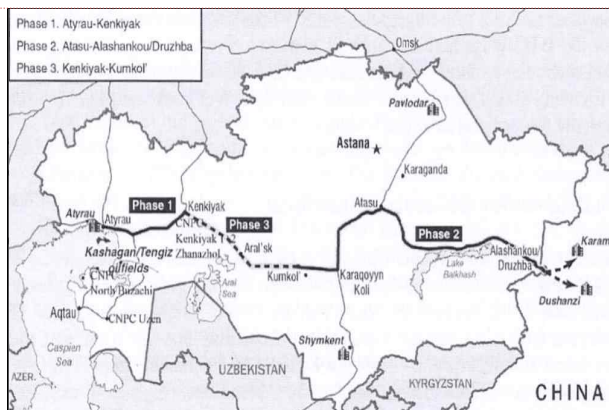 Phase 1. Atyrau-Kenkiyak
Phase 2. Atasu-Alashankou/Druzhba
Phase 3. Kenkiyak-Kumkol'
Omsk
Pavlodar
Astana
Karaganda
Phase 1
Kenkiyak
Atasu
Atyrau
Atyrau
CNPC
Phase 3
Phase 2
Kenkiyak 1, 2
Zhanazhol
Aral'sk
Alashankou/
Druzhba
Karam
Kashagan/Tengiz
oilfields
Kumkol
Karaqoyyn
Koli
Lake
Balkhash
CNPC
North Buzachi
Aral
Sea
Dushanzi
Aqtau
CNPC Uzen
Shymkent
Caspian
Sea
UZBEKISTAN
KYRGYZSTAN
AZER.
CHINA